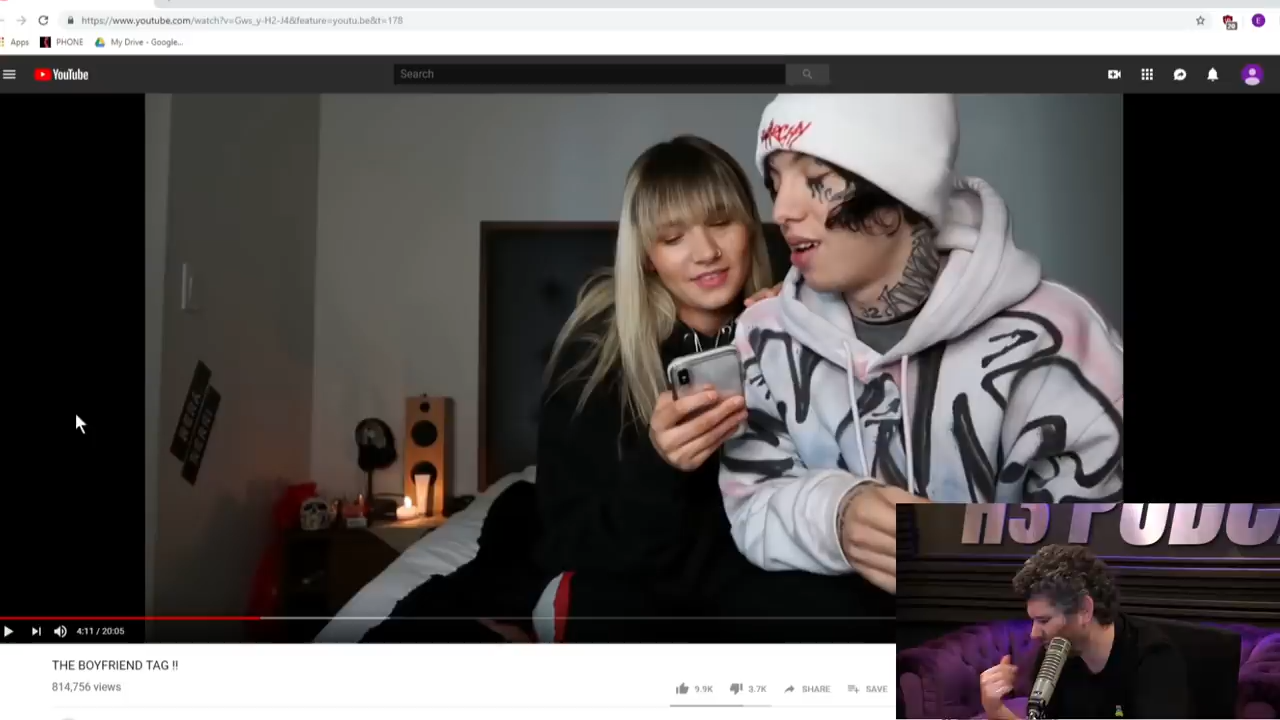 https://www.youtube.com/watch?v=Gws_y-H2-J4&feature=youtu.be&t=178
Apps PHONE My Drive - Google...
YouTube
Search
4:11 / 20:05
H3 PODC
THE BOYFRIEND TAG !!
814,756 views
9.9K 3.7K SHARE SAVE